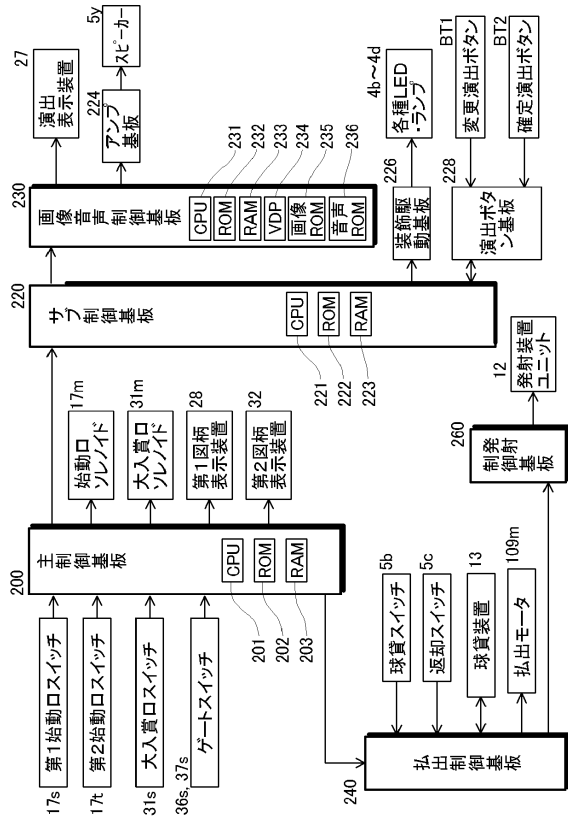 17s
第1始動口スイッチ
17t
第2始動口スイッチ
31s
大入賞口スイッチ
36s, 37s
ゲートスイッチ
200
主制御基板
CPU
ROM
RAM
201
202
203
始動口
ソレノイド
17m
大入賞口
ソレノイド
31m
第1図柄
表示装置
28
第2図柄
表示装置
32
220
サブ制御基板
CPU
ROM
RAM
221
222
223
230
画像音声制御基板
CPU
ROM
RAM
VDP
画像
ROM
音声
ROM
231
232
233
234
235
236
演出
表示装置
27
アンプ
基板
224
スピーカー
5y
装飾駆
動基板
226
各種LED
・ランプ
4b～4d
演出ボタ
ン基板
228
変更演出ボタン
BT1
確定演出ボタン
BT2
240
払出制御基板
球貸スイッチ
5b
返却スイッチ
5c
球貸装置
13
払出モータ
109m
260
発射
制御
基板
発射装置
ユニット
12